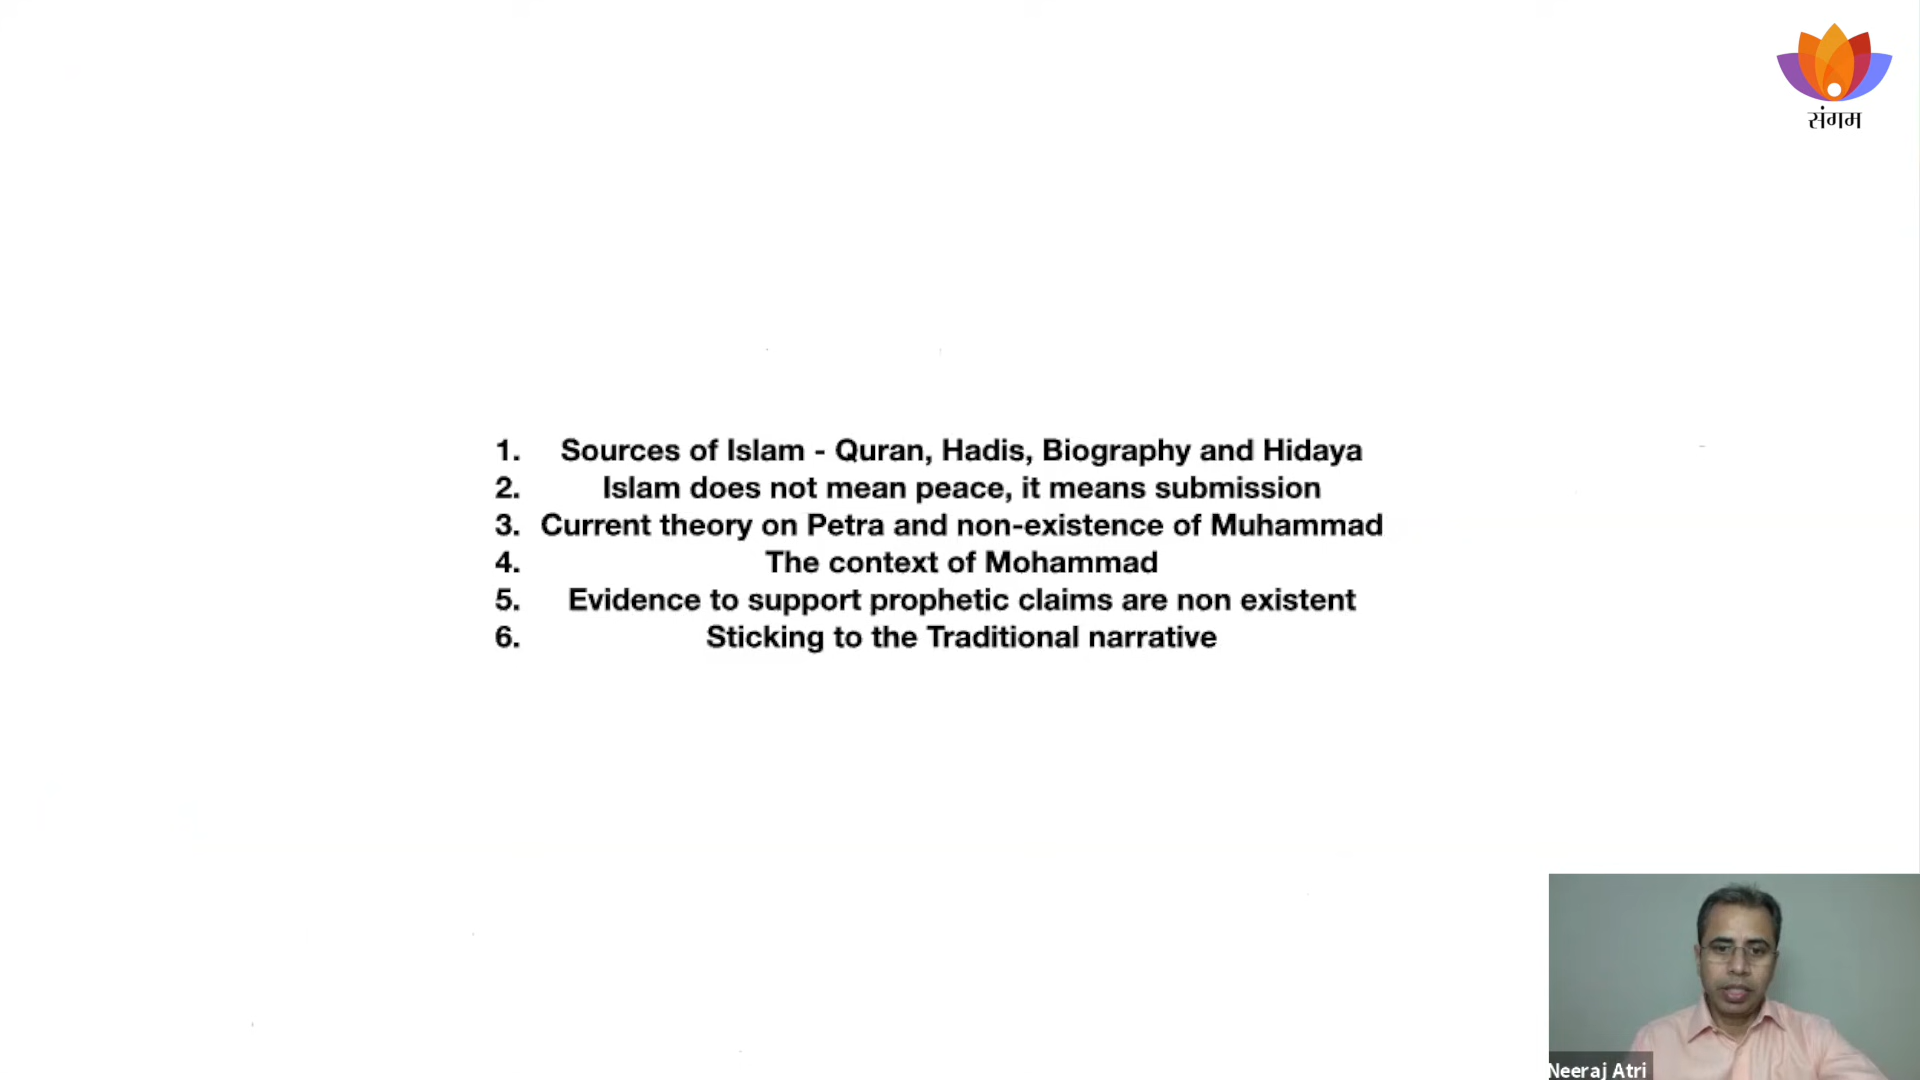 संगम
1. Sources of Islam - Quran, Hadis, Biography and Hidaya
2. Islam does not mean peace, it means submission
3. Current theory on Petra and non-existence of Muhammad
4. The context of Mohammad
5. Evidence to support prophetic claims are non existent
6. Sticking to the Traditional narrative
Neeraj Atri